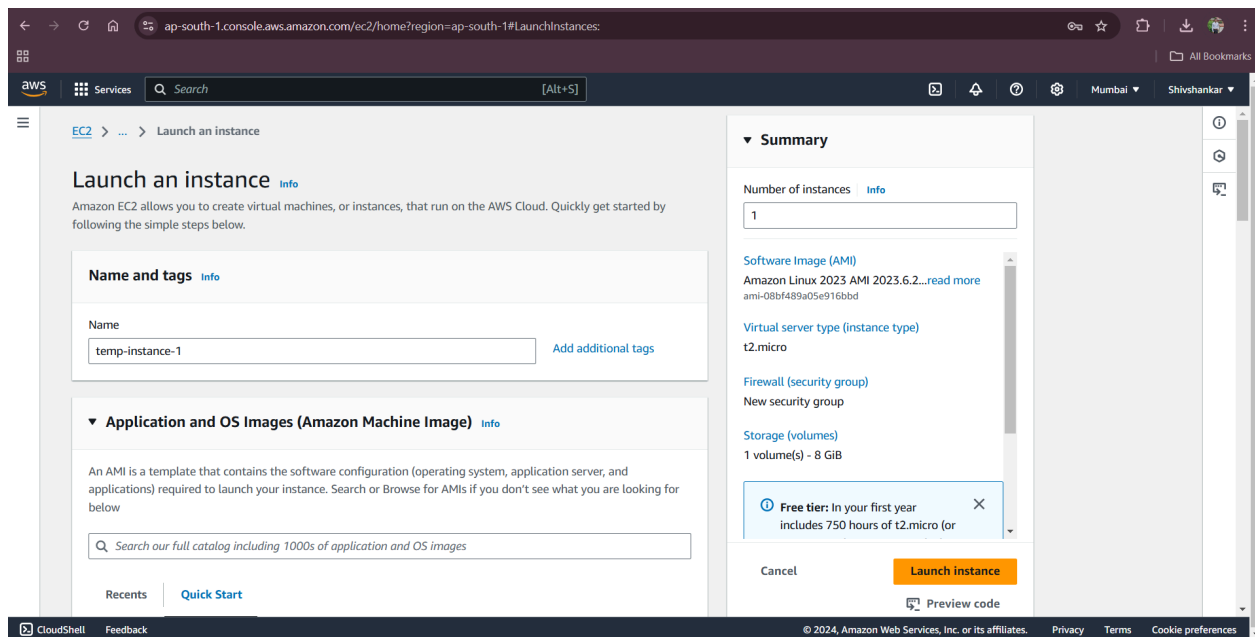 ap-south-1.console.aws.amazon.com/ec2/home?region=ap-south-1#LaunchInstances:
All Bookmarks
aws
Services
Search
[Alt+S]
Mumbai
Shivshankar
EC2 > ... > Launch an instance
Launch an instance Info
Amazon EC2 allows you to create virtual machines, or instances, that run on the AWS Cloud. Quickly get started by
following the simple steps below.
Name and tags Info
Name
temp-instance-1
Add additional tags
Application and OS Images (Amazon Machine Image) Info
An AMI is a template that contains the software configuration (operating system, application server, and
applications) required to launch your instance. Search or Browse for AMIs if you don't see what you are looking for
below
Search our full catalog including 1000s of application and OS images
Recents
Quick Start
Summary
Number of instances Info
1
Software Image (AMI)
Amazon Linux 2023 AMI 2023.6.2...read more
ami-08bf489a05e916bbd
Virtual server type (instance type)
t2.micro
Firewall (security group)
New security group
Storage (volumes)
1 volume(s) - 8 GiB
Free tier: In your first year
includes 750 hours of t2.micro (or
Cancel
Launch instance
Preview code
CloudShell
Feedback
© 2024, Amazon Web Services, Inc. or its affiliates.
Privacy
Terms
Cookie preferences